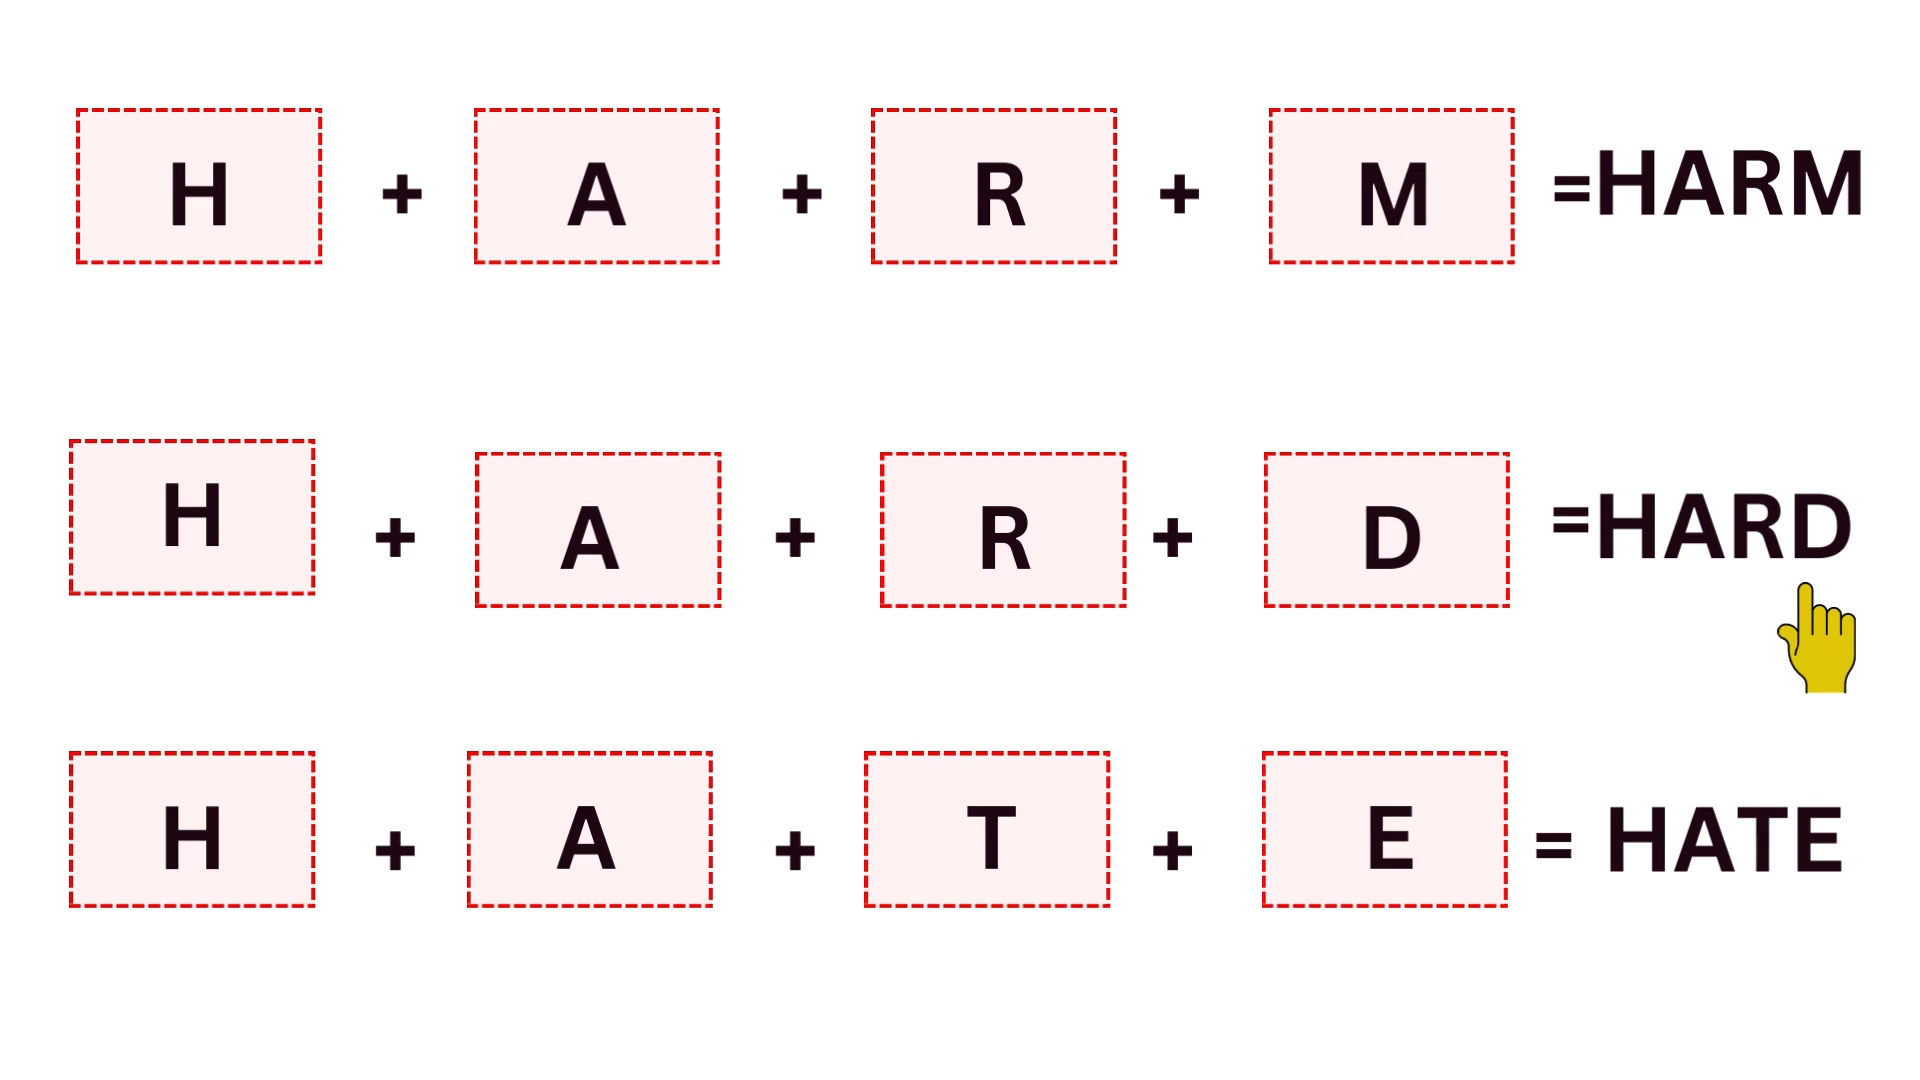 H + A + R + M =HARM
H + A + R + D =HARD
H + A + T + E = HATE